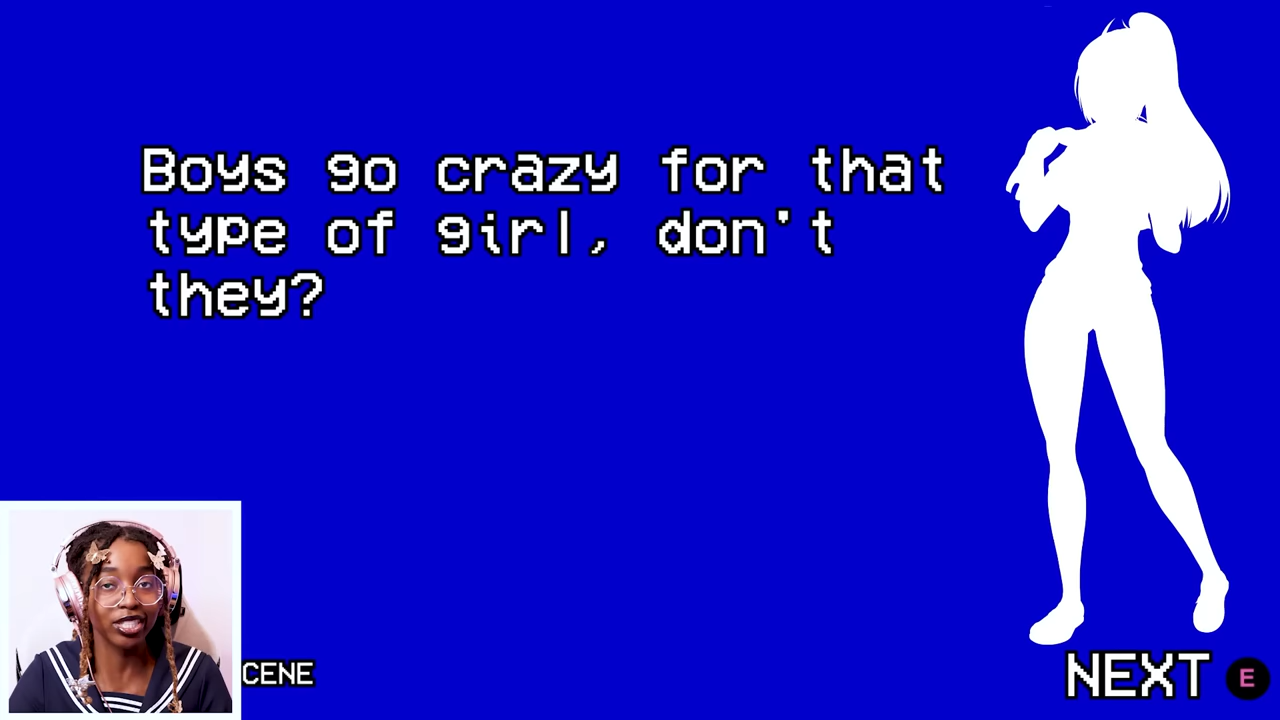 Boys go crazy for that
type of girl, don't
they?
CENE
NEXT E